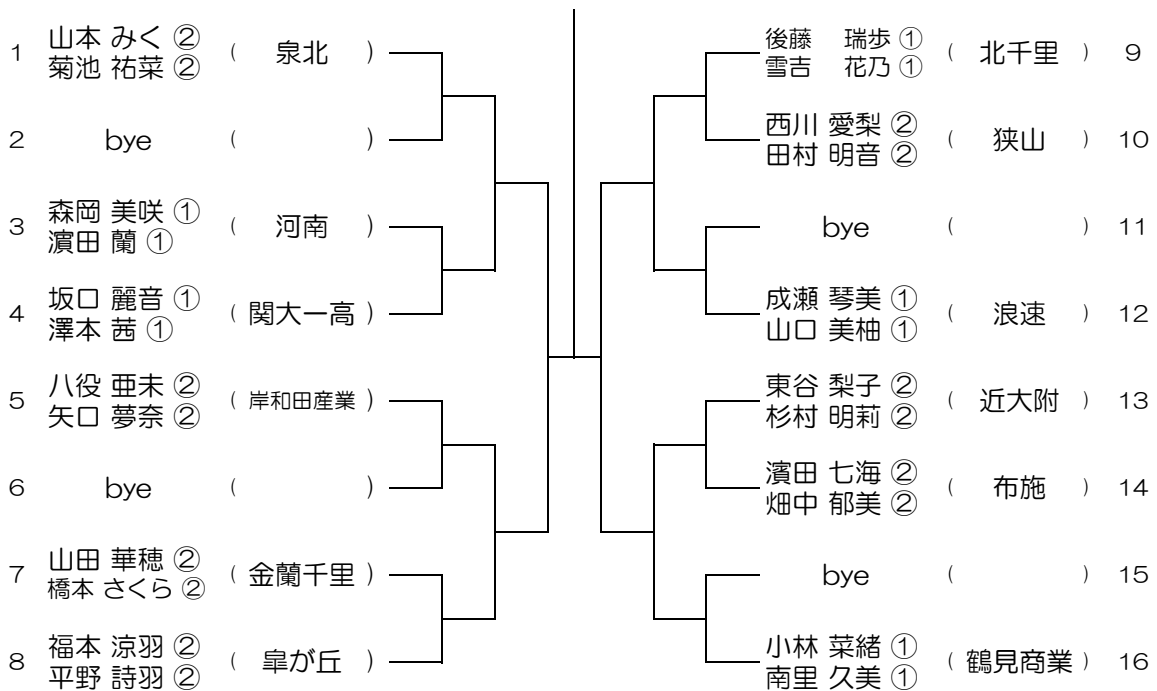 1 山本 みく ② ( 泉北 )
菊池 祐菜 ②
2 bye ( )
3 森岡 美咲 ① ( 河南 )
濵田 蘭 ①
4 坂口 麗音 ① ( 関大一高 )
澤本 茜 ①
5 八役 亜未 ② ( 岸和田産業 )
矢口 夢奈 ②
6 bye ( )
7 山田 華穂 ② ( 金蘭千里 )
橋本 さくら ②
8 福本 涼羽 ② ( 皐が丘 )
平野 詩羽 ②
後藤 瑞歩 ① ( 北千里 ) 9
雪吉 花乃 ①
西川 愛梨 ② ( 狭山 ) 10
田村 明音 ②
bye ( ) 11
成瀬 琴美 ① ( 浪速 ) 12
山口 美柚 ①
東谷 梨子 ② ( 近大附 ) 13
杉村 明莉 ②
濱田 七海 ② ( 布施 ) 14
畑中 郁美 ②
bye ( ) 15
小林 菜緒 ① ( 鶴見商業 ) 16
南里 久美 ①